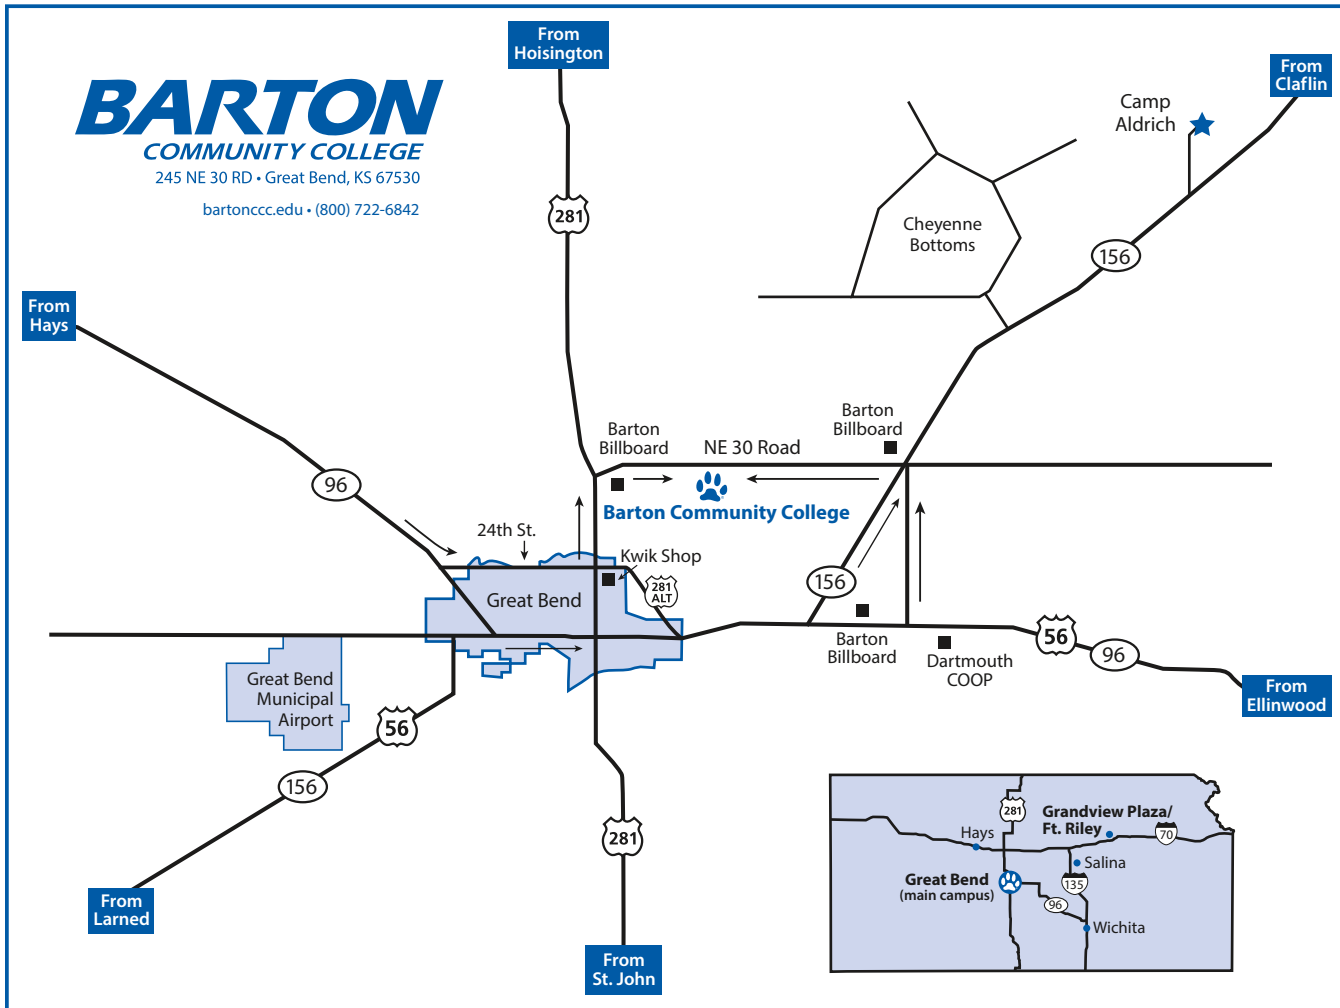 From
Hoisington
From
Claflin
Camp
Aldrich
BARTON
COMMUNITY COLLEGE
245 NE 30 RD • Great Bend, KS 67530
bartonccc.edu • (800) 722-6842
281
Cheyenne
Bottoms
156
From
Hays
Barton
Billboard
NE 30 Road
Barton
Billboard
96
Barton Community College
24th St.
Kwik Shop
Great Bend
281
ALT
156
Barton
Billboard
Dartmouth
COOP
56
96
From
Ellinwood
Great Bend
Municipal
Airport
56
156
281
From
Larned
From
St. John
281
Grandview Plaza/
Ft. Riley
70
Hays
Salina
Great Bend
(main campus)
135
96
Wichita